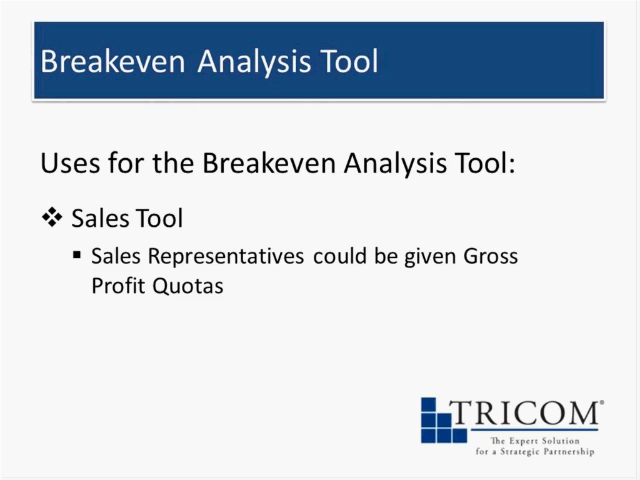 Breakeven Analysis Tool
Uses for the Breakeven Analysis Tool:
❖ Sales Tool
▪ Sales Representatives could be given Gross
Profit Quotas
TRICOM®
The Expert Solution
for a Strategic Partnership